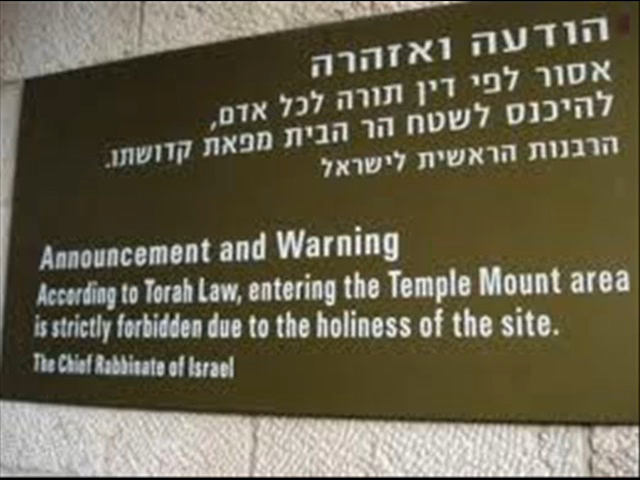 הודעה ואזהרה
אסור לפי דין תורה לכל אדם,
להיכנס לשטח הר הבית מפאת קדושתו.
הרבנות הראשית לישראל
Announcement and Warning
According to Torah Law, entering the Temple Mount area
is strictly forbidden due to the holiness of the site.
The Chief Rabbinate of Israel